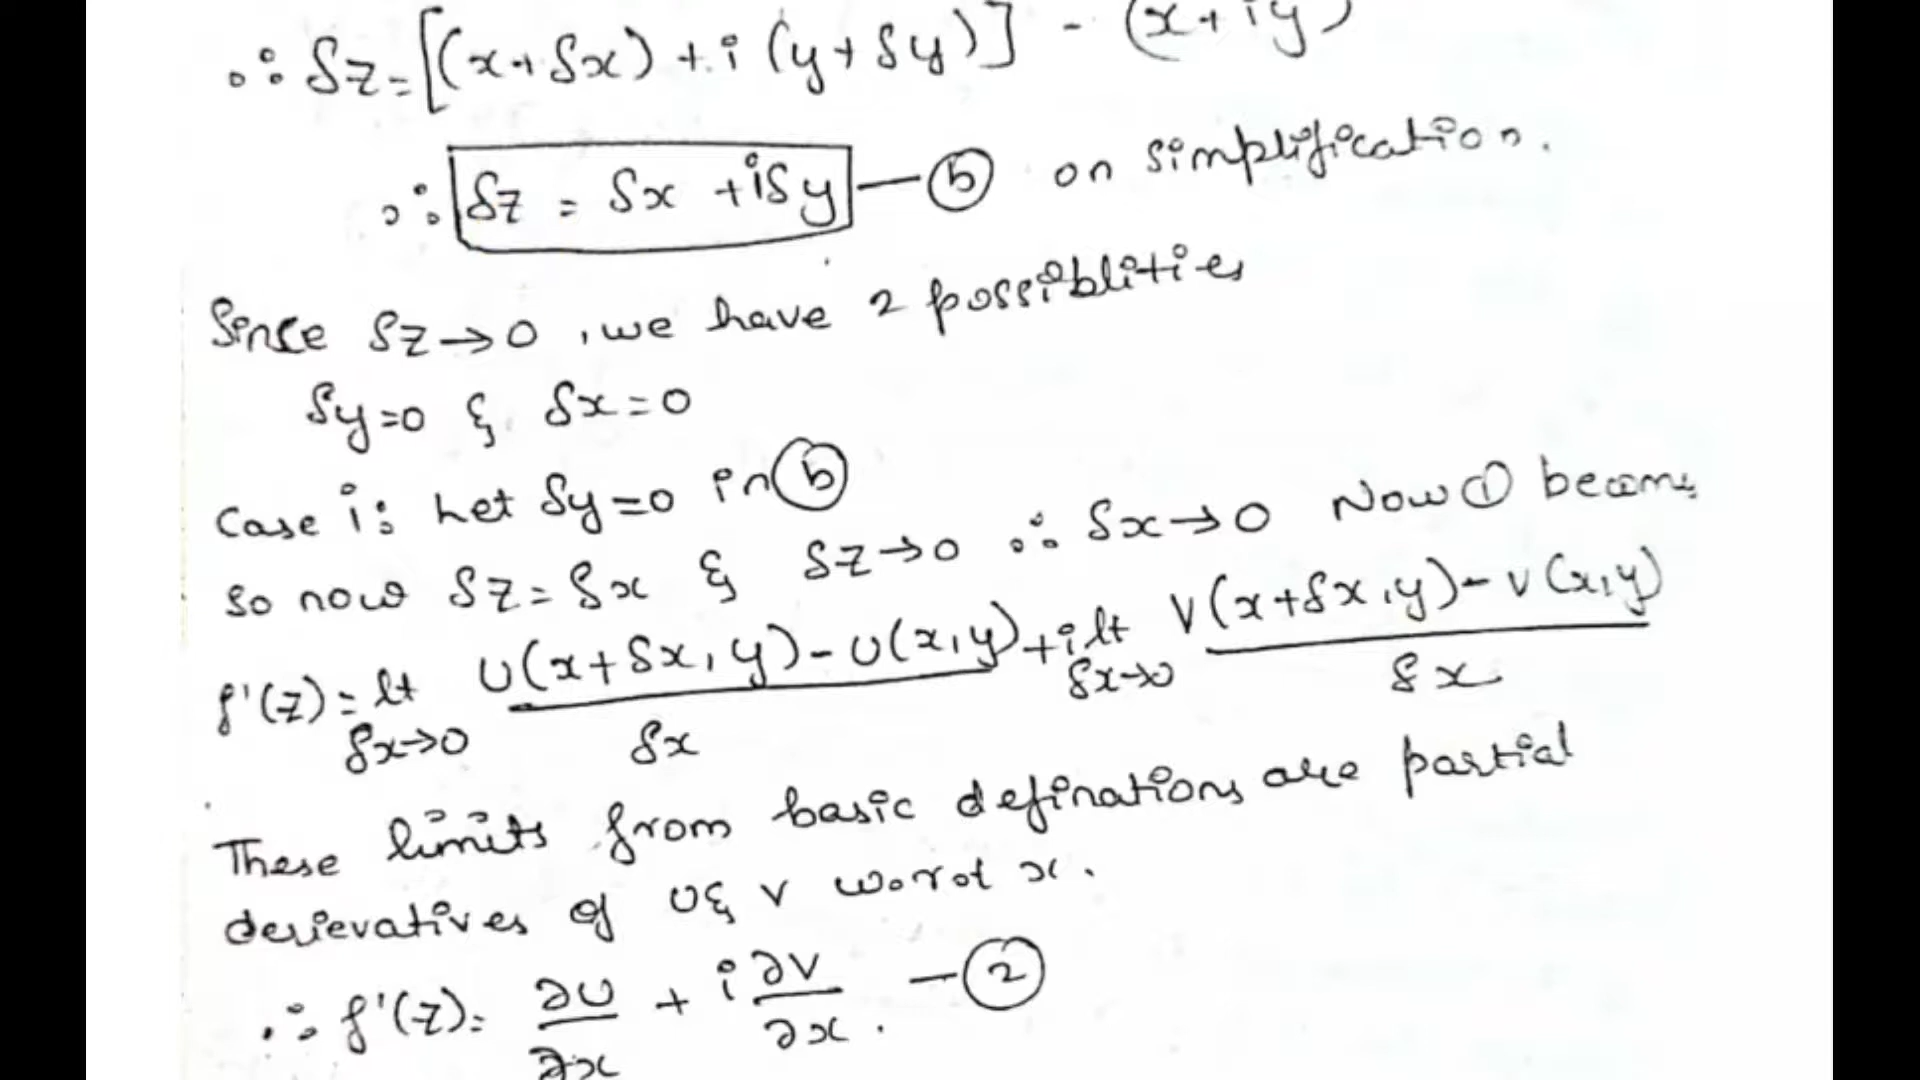 ∴ δz = [(x+δx) + i (y+δy)] - (x+iy)
∴ δz = δx + iδy — (b) on simplification.
Since δz → 0, we have 2 possiblities
δy=0 & δx=0
Case i: Let δy=0 in (b)
so now δz = δx & δz→0 ∴ δx→0 Now (1) becomes
f'(z) = lt δx→0 U(x+δx, y) - U(x,y) / δx + i lt δx→0 V(x+δx, y) - V(x,y) / δx
These limits from basic definations are partial
derievatives of U & V w.r.t x.
∴ f'(z) = ∂U/∂x + i ∂V/∂x. — (2)